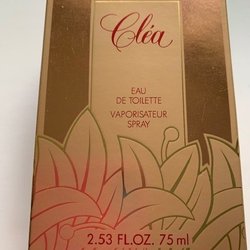 Cléa
EAU
DE TOILETTE
VAPORISATEUR
SPRAY
2.53 FL.OZ. 75 ml